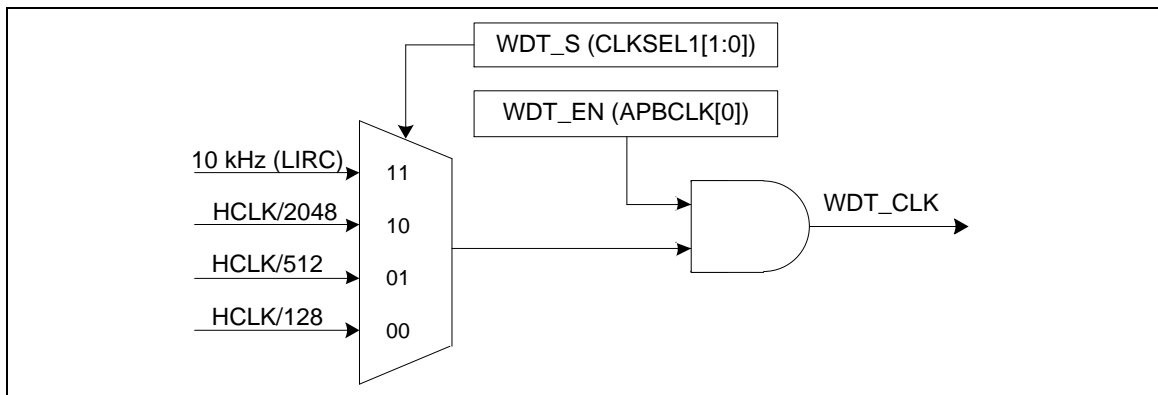 WDT_S (CLKSEL1[1:0])
WDT_EN (APBCLK[0])
10 kHz (LIRC)
11
HCLK/2048
10
HCLK/512
01
HCLK/128
00
WDT_CLK